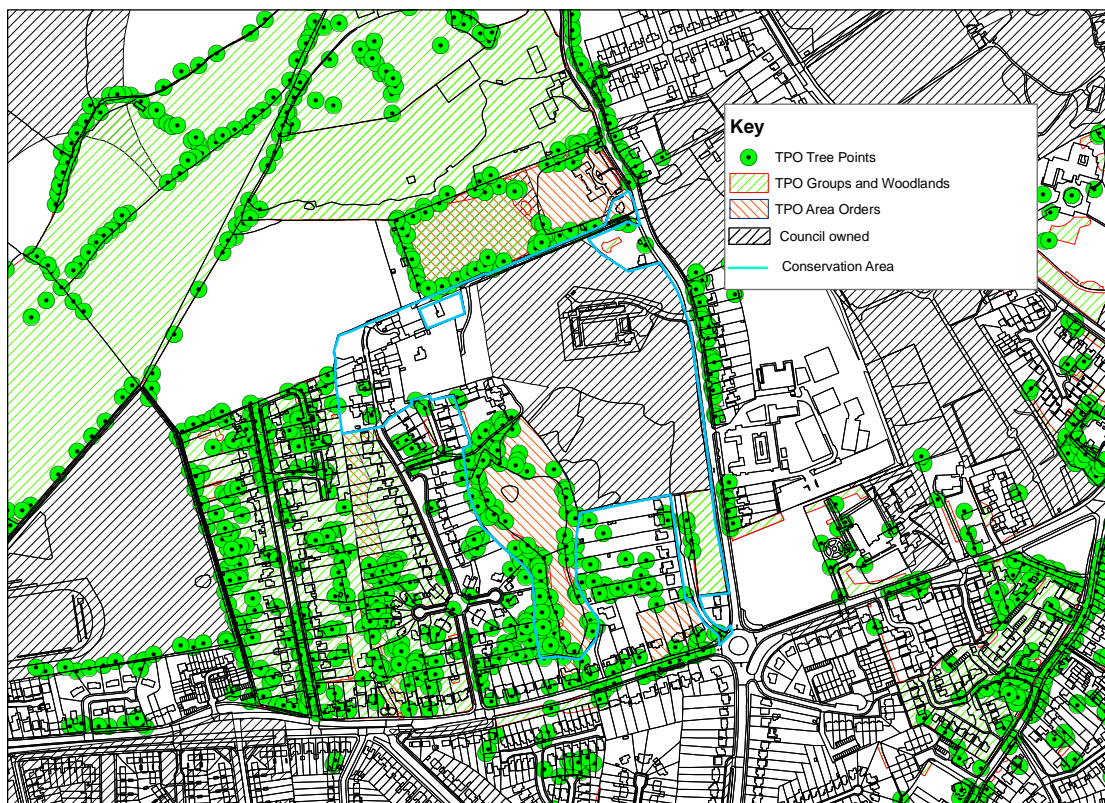 Key
TPO Tree Points
TPO Groups and Woodlands
TPO Area Orders
Council owned
Conservation Area